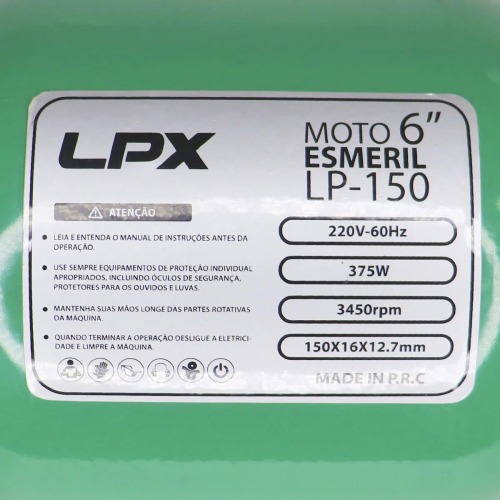 LPX
MOTO 6"
ESMERIL
LP-150
ATENÇÃO
• LEIA E ENTENDA O MANUAL DE INSTRUÇÕES ANTES DA
OPERAÇÃO.
• USE SEMPRE EQUIPAMENTOS DE PROTEÇÃO INDIVIDUAL
APROPRIADOS, INCLUINDO ÓCULOS DE SEGURANÇA,
PROTETORES PARA OS OUVIDOS E LUVAS.
• MANTENHA SUAS MÃOS LONGE DAS PARTES ROTATIVAS
DA MÁQUINA.
• QUANDO TERMINAR A OPERAÇÃO DESLIGUE A ELETRICI-
DADE E LIMPRE A MÁQUINA.
220V-60Hz
375W
3450rpm
150X16X12.7mm
MADE IN P.R.C